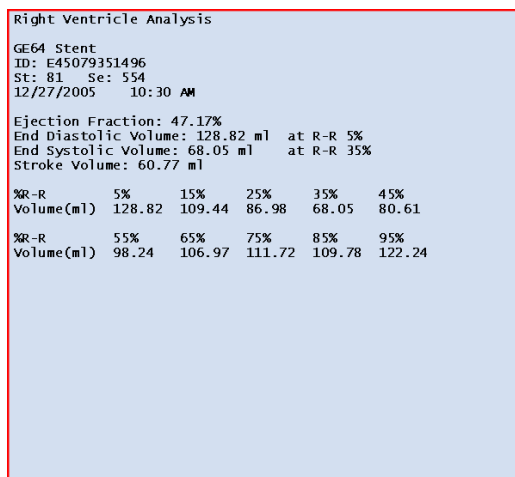 Right Ventricle Analysis
GE64 Stent
ID: E45079351496
St: 81 Se: 554
12/27/2005 10:30 AM
Ejection Fraction: 47.17%
End Diastolic Volume: 128.82 ml at R-R 5%
End Systolic Volume: 68.05 ml at R-R 35%
Stroke Volume: 60.77 ml
%R-R 5% 15% 25% 35% 45%
Volume(ml) 128.82 109.44 86.98 68.05 80.61
%R-R 55% 65% 75% 85% 95%
Volume(ml) 98.24 106.97 111.72 109.78 122.24